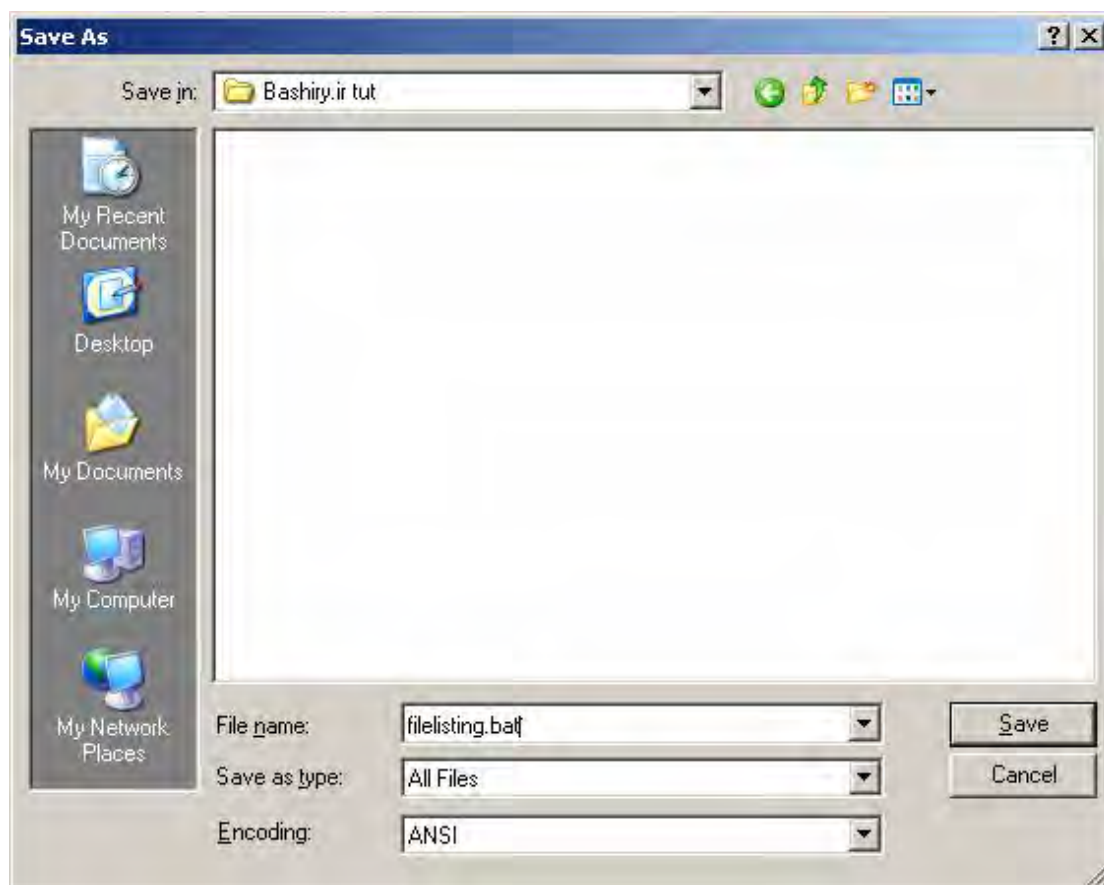 Save As
Save in: Bashiry.ir tut
My Recent
Documents
Desktop
My Documents
My Computer
My Network
Places
File name: filelisting.bat
Save
Save as type: All Files
Cancel
Encoding: ANSI